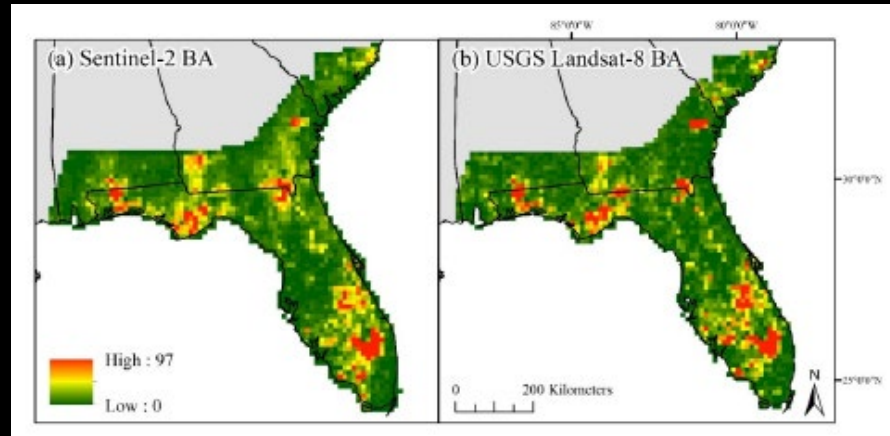 85°0'0"W
80°0'0"W
(a) Sentinel-2 BA
(b) USGS Landsat-8 BA
30°0'0"N
High : 97
Low : 0
0
200 Kilometers
N
25°0'0"N